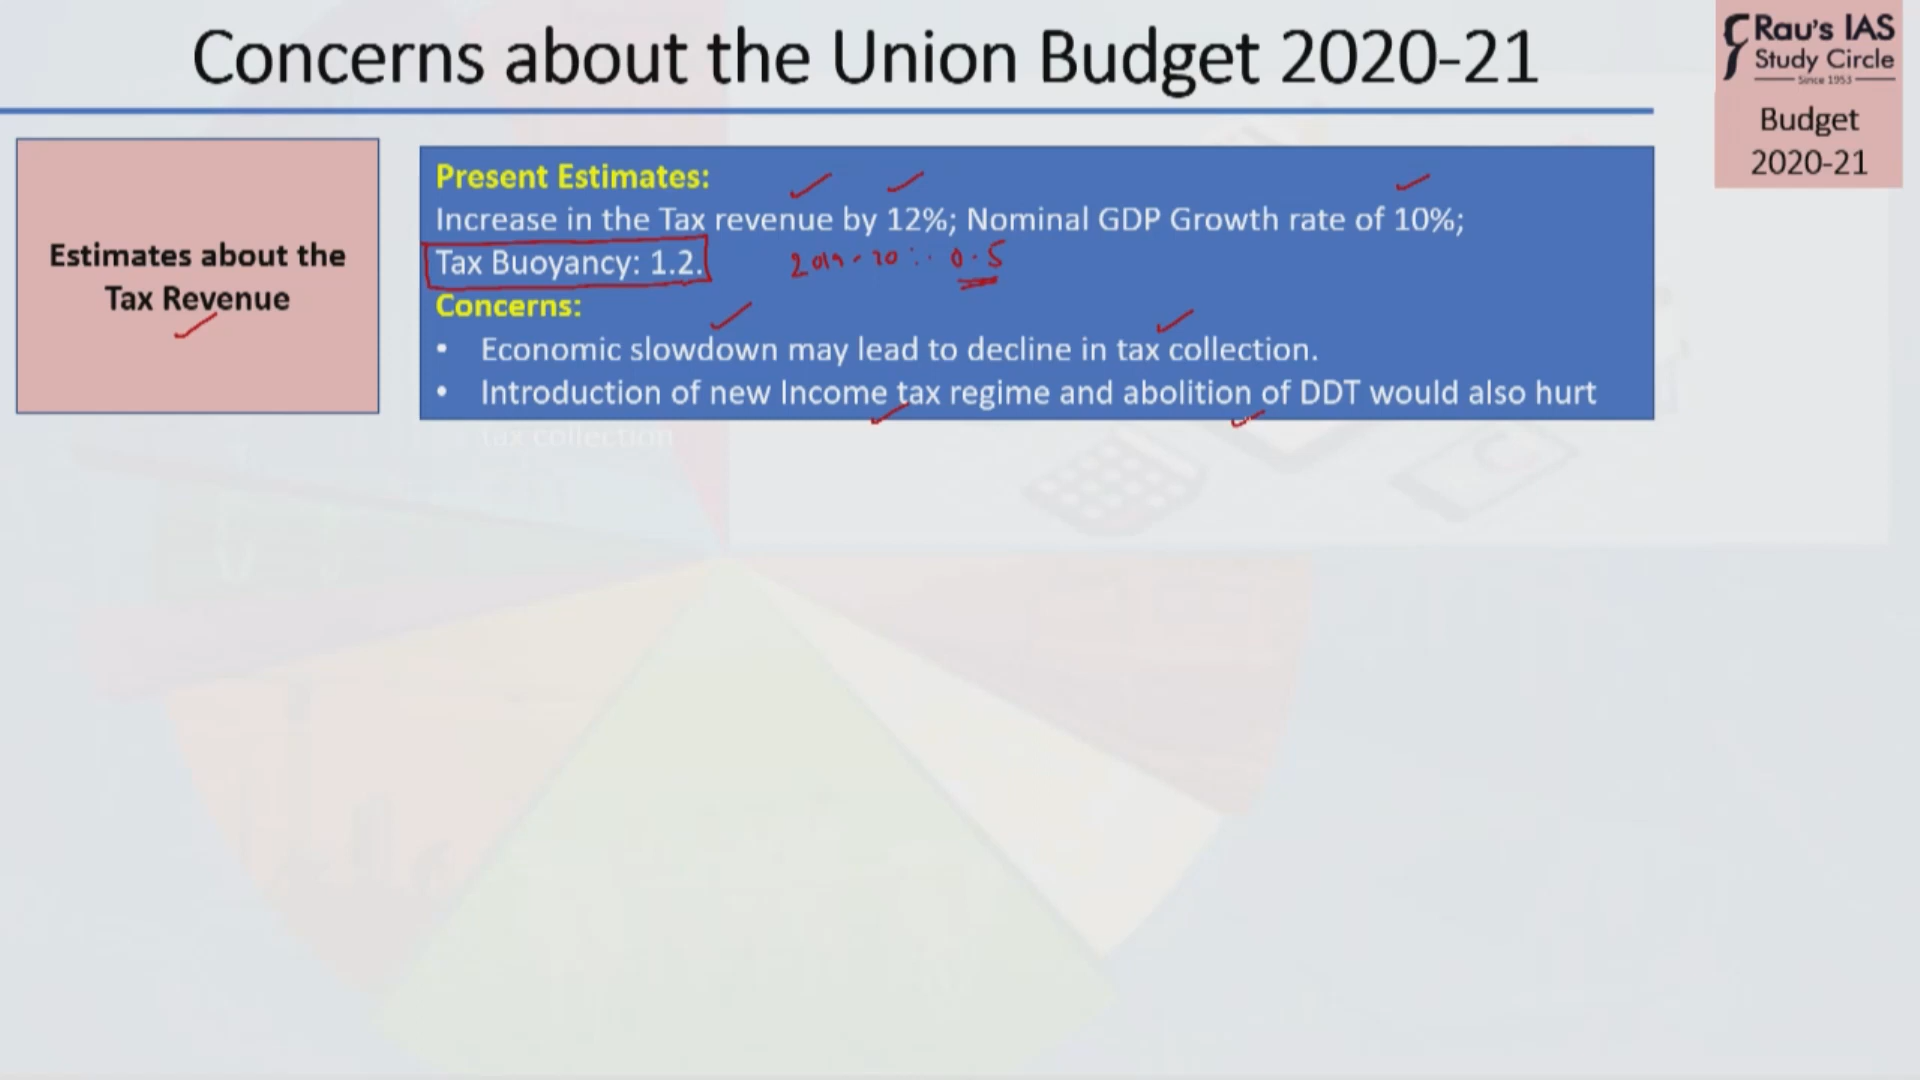 Concerns about the Union Budget 2020-21
Rau's IAS
Study Circle
Since 1953
Budget
2020-21
Estimates about the
Tax Revenue
Present Estimates:
Increase in the Tax revenue by 12%; Nominal GDP Growth rate of 10%;
Tax Buoyancy: 1.2.
2019-20 : 0.5
Concerns:
• Economic slowdown may lead to decline in tax collection.
• Introduction of new Income tax regime and abolition of DDT would also hurt
tax collection